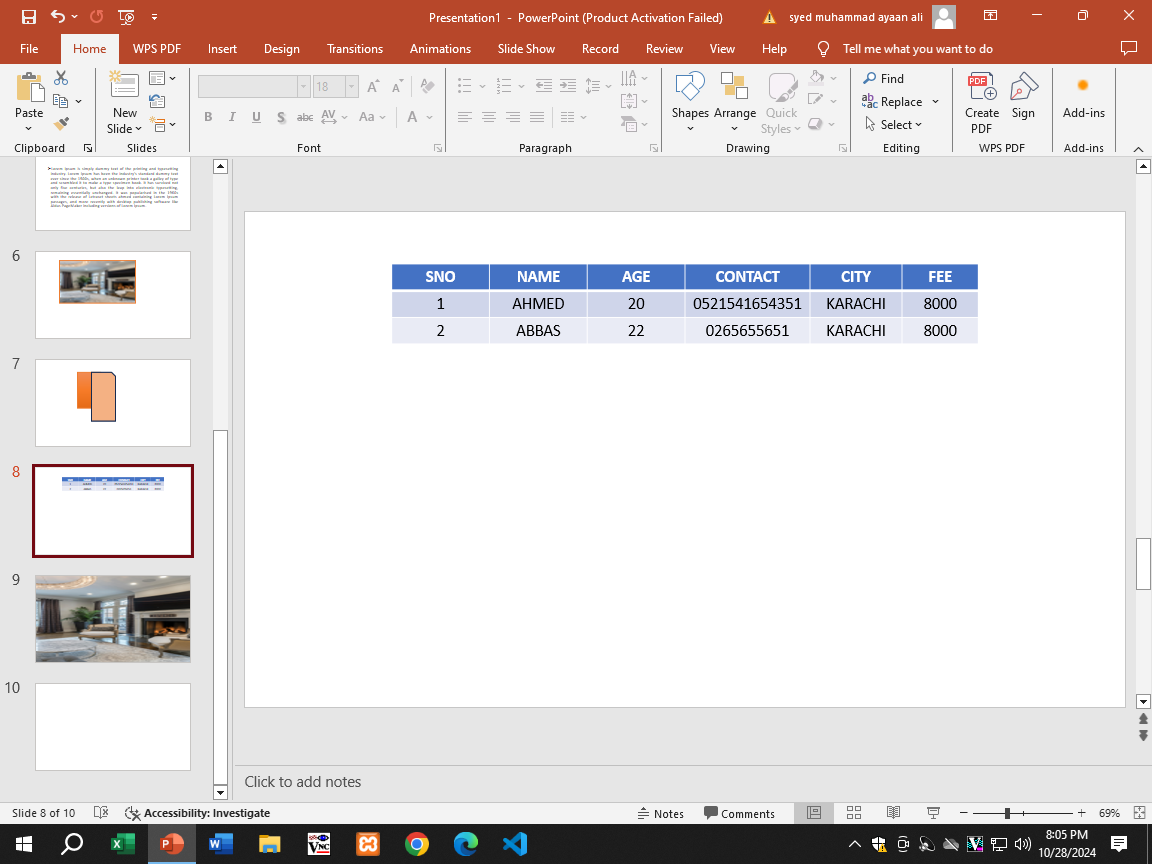 Presentation1 - PowerPoint (Product Activation Failed)
syed muhammad ayaan ali
File Home WPS PDF Insert Design Transitions Animations Slide Show Record Review View Help Tell me what you want to do
Paste
New Slide
18
B I U S abc AV Aa A
Shapes Arrange Quick Styles
Find
Replace
Select
PDF
Create PDF
Sign
Add-ins
Clipboard Slides Font Paragraph Drawing Editing WPS PDF Add-ins
6
7
8
9
10
SNO NAME AGE CONTACT CITY FEE
1 AHMED 20 0521541654351 KARACHI 8000
2 ABBAS 22 0265655651 KARACHI 8000
Click to add notes
Slide 8 of 10 Accessibility: Investigate Notes Comments 69%
8:05 PM
10/28/2024